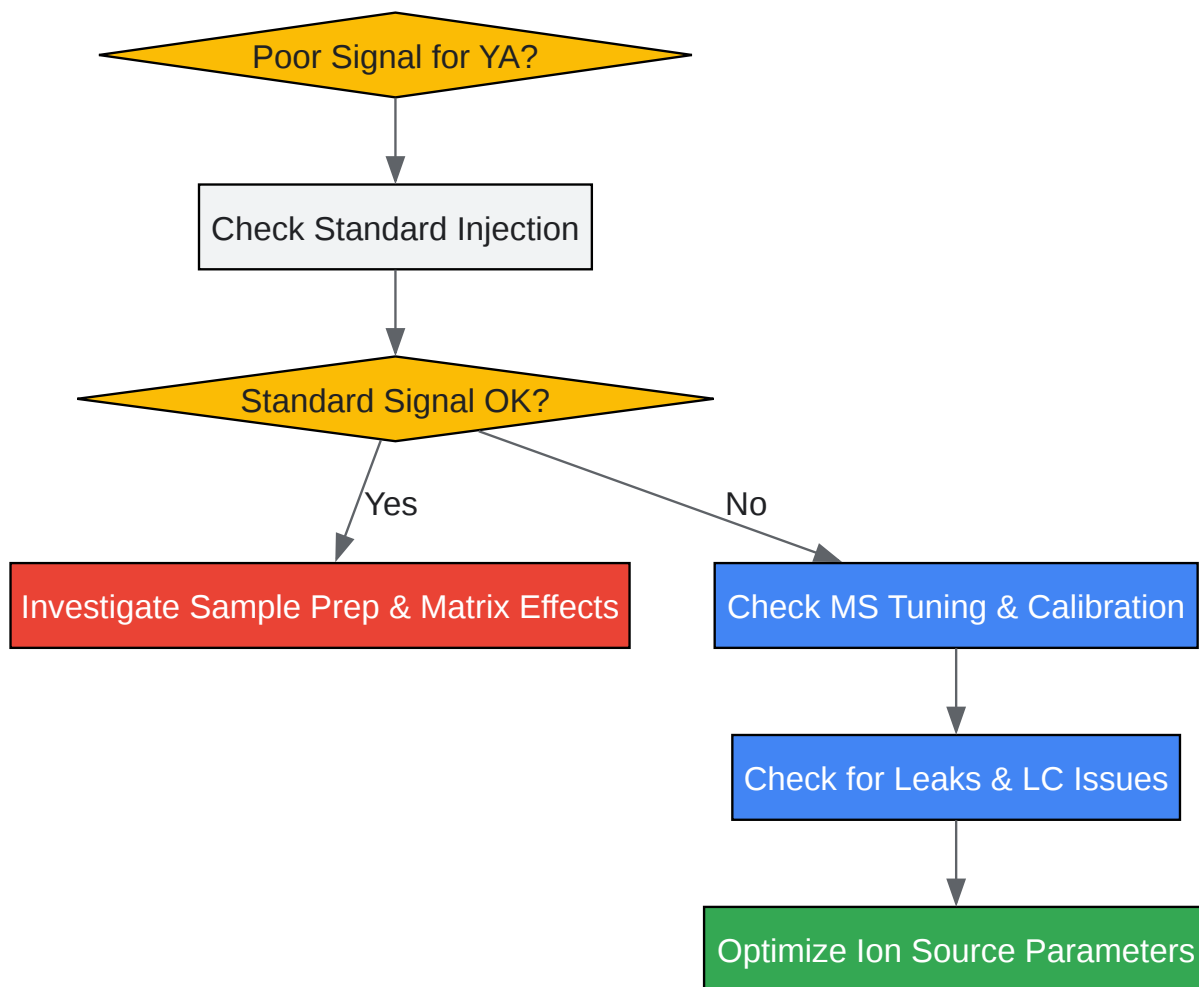 Poor Signal for YA?
Check Standard Injection
Standard Signal OK?
Yes
No
Investigate Sample Prep & Matrix Effects
Check MS Tuning & Calibration
Check for Leaks & LC Issues
Optimize Ion Source Parameters